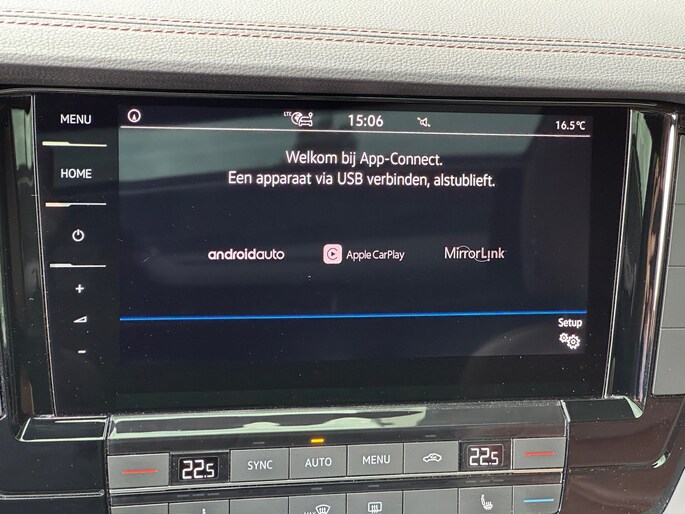 MENU
LTE 15:06 16.5°C
HOME
Welkom bij App-Connect.
Een apparaat via USB verbinden, alstublieft.
androidauto Apple CarPlay MirrorLink
+
-
Setup
22.5 SYNC AUTO MENU 22.5
MAX